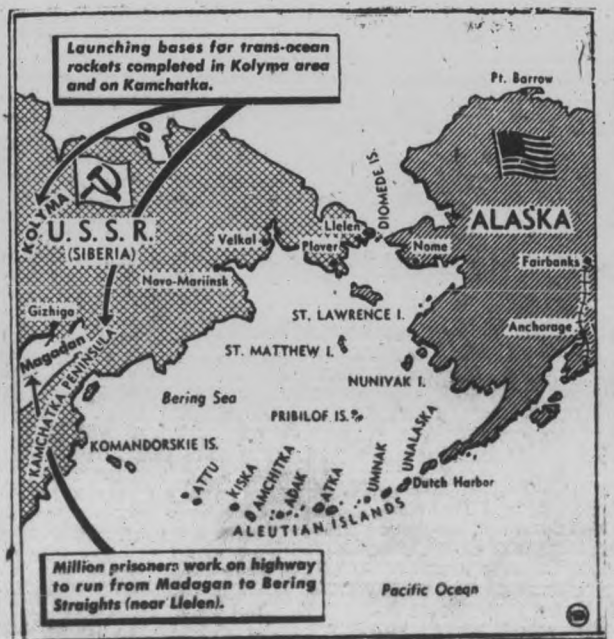 Launching bases for trans-ocean
rockets completed in Kolyma area
and on Kamchatka.
Pt. Barrow
DIOMEDE IS.
KOLYMA
U. S. S. R.
(SIBERIA)
Velkal
Llelen
Plover
Nome
ALASKA
Fairbanks
Novo-Mariinsk
Gizhiga
Magadan
KAMCHATKA PENINSULA
ST. LAWRENCE I.
Anchorage
ST. MATTHEW I.
NUNIVAK I.
Bering Sea
PRIBILOF IS.
KOMANDORSKIE IS.
ATTU
KISKA
AMCHITKA
ADAK
ATKA
UMNAK
UNALASKA
Dutch Harbor
ALEUTIAN ISLANDS
Million prisoners work on highway
to run from Madagan to Bering
Straights (near Llelen).
Pacific Ocean